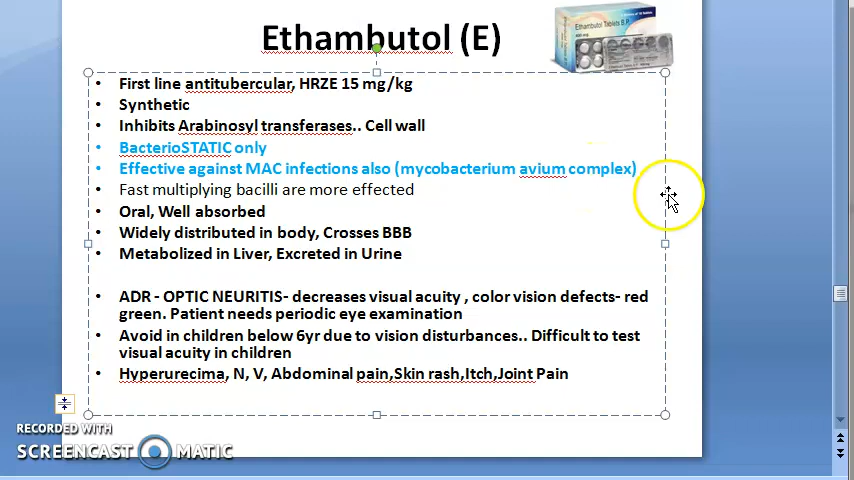 Ethambutol (E)
Ethambutol Tablets B.P.
• First line antitubercular, HRZE 15 mg/kg
• Synthetic
• Inhibits Arabinosyl transferases.. Cell wall
• BacterioSTATIC only
• Effective against MAC infections also (mycobacterium avium complex)
• Fast multiplying bacilli are more effected
• Oral, Well absorbed
• Widely distributed in body, Crosses BBB
• Metabolized in Liver, Excreted in Urine
• ADR - OPTIC NEURITIS- decreases visual acuity , color vision defects- red
green. Patient needs periodic eye examination
• Avoid in children below 6yr due to vision disturbances.. Difficult to test
visual acuity in children
• Hyperurecima, N, V, Abdominal pain,Skin rash,Itch,Joint Pain
RECORDED WITH
SCREENCAST MATIC